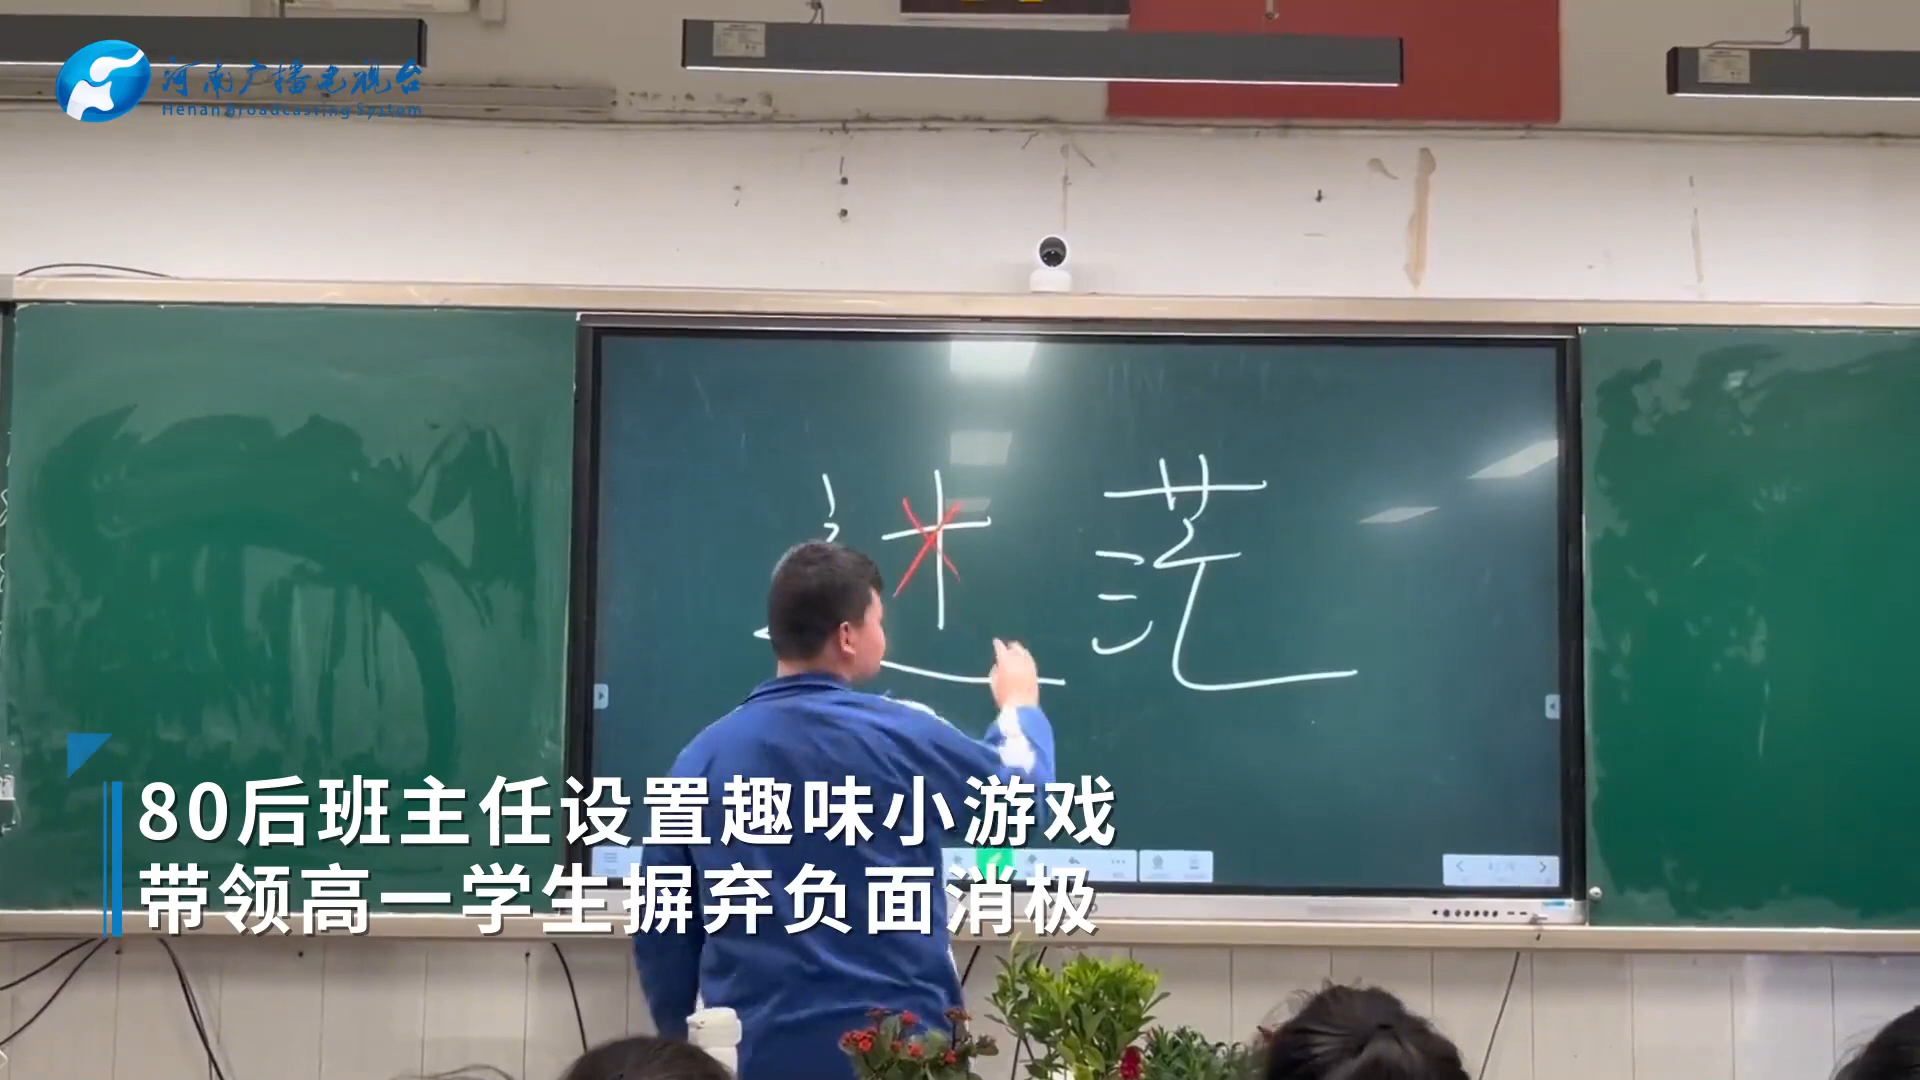 河南广播电视台
Henan Broadcasting System
迷茫
80后班主任设置趣味小游戏
带领高一学生摒弃负面消极